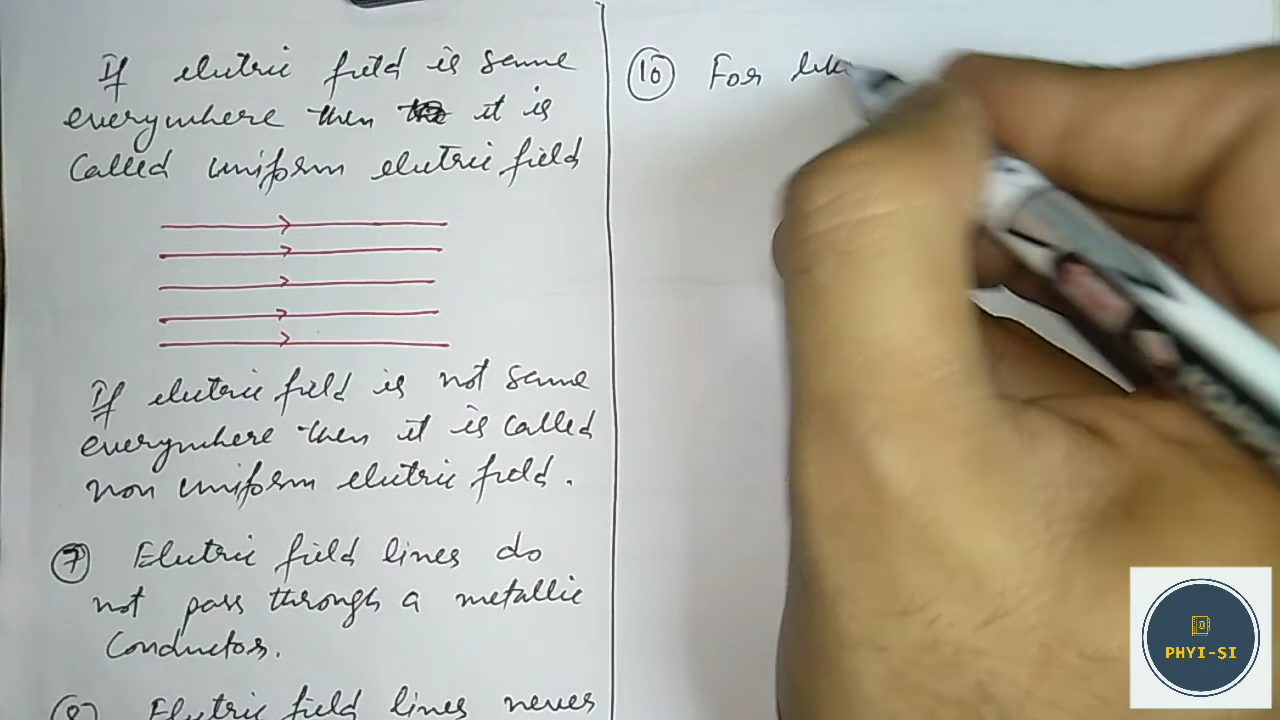 If electric field is same
everywhere then it is
called uniform electric field
If electric field is not same
everywhere then it is called
non uniform electric field.
(7) Electric field lines do
not pass through a metallic
Conductor.
(8) Electric field lines never
(10) For like
PHYI-SI